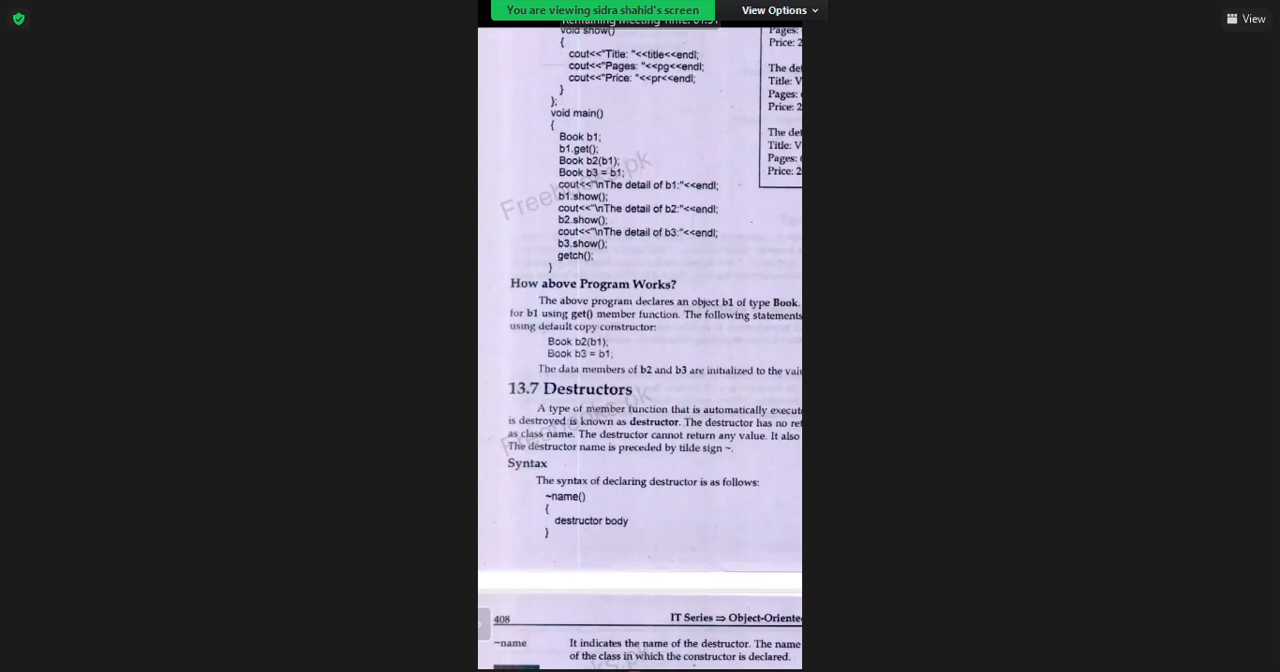 You are viewing sidra shahid's screen
View Options
View
Remaining Meeting Time: 01:51
void show()
{
cout<<"Title: "<<title<<endl;
cout<<"Pages: "<<pg<<endl;
cout<<"Price: "<<pr<<endl;
}
};
void main()
{
Book b1;
b1.get();
Book b2(b1);
Book b3 = b1;
cout<<"\nThe detail of b1:"<<endl;
b1.show();
cout<<"\nThe detail of b2:"<<endl;
b2.show();
cout<<"\nThe detail of b3:"<<endl;
b3.show();
getch();
}
Pages:
Price: 2
The det
Title: V
Pages:
Price: 2
The det
Title: V
Pages:
Price: 2
How above Program Works?
The above program declares an object b1 of type Book.
for b1 using get() member function. The following statements
using default copy constructor:
Book b2(b1);
Book b3 = b1;
The data members of b2 and b3 are initialized to the valu
13.7 Destructors
A type of member function that is automatically execut
is destroyed is known as destructor. The destructor has no ret
as class name. The destructor cannot return any value. It also
The destructor name is preceded by tilde sign ~.
Syntax
The syntax of declaring destructor is as follows:
~name()
{
destructor body
}
408
IT Series ⇒ Object-Oriente
~name
It indicates the name of the destructor. The name
of the class in which the constructor is declared.